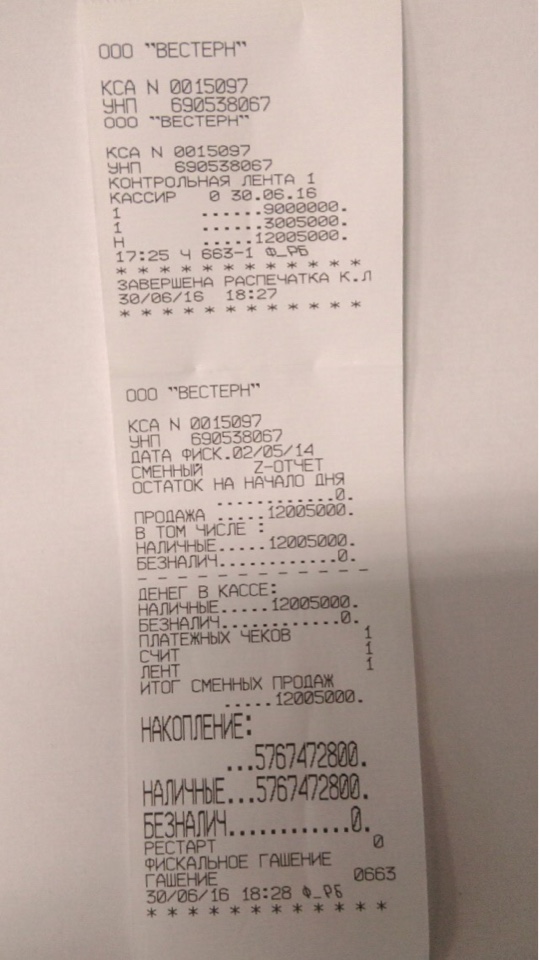 ООО "ВЕСТЕРН"
КСА N 0015097
УНП 690538067
ООО "ВЕСТЕРН"
КСА N 0015097
УНП 690538067
КОНТРОЛЬНАЯ ЛЕНТА 1
КАССИР 0 30.06.16
1 ......9000000.
1 ......3005000.
Н .....12005000.
17:25 Ч 663-1 Ф_РБ
* * * * * * * * * * * *
ЗАВЕРШЕНА РАСПЕЧАТКА К.Л
30/06/16 18:27
* * * * * * * * * * * *
ООО "ВЕСТЕРН"
КСА N 0015097
УНП 690538067
ДАТА ФИСК.02/05/14
СМЕННЫЙ Z-ОТЧЕТ
ОСТАТОК НА НАЧАЛО ДНЯ
............0.
ПРОДАЖА .....12005000.
В ТОМ ЧИСЛЕ :
НАЛИЧНЫЕ.....12005000.
БЕЗНАЛИЧ............0.
- - - - - - - - - - - -
ДЕНЕГ В КАССЕ:
НАЛИЧНЫЕ.....12005000.
БЕЗНАЛИЧ............0.
ПЛАТЕЖНЫХ ЧЕКОВ 1
СЧИТ 1
ЛЕНТ 1
ИТОГ СМЕННЫХ ПРОДАЖ
.....12005000.
НАКОПЛЕНИЕ:
...5767472800.
НАЛИЧНЫЕ...5767472800.
БЕЗНАЛИЧ............0.
РЕСТАРТ 0
ФИСКАЛЬНОЕ ГАШЕНИЕ
ГАШЕНИЕ 0663
30/06/16 18:28 Ф_РБ
* * * * * * * * * * * *